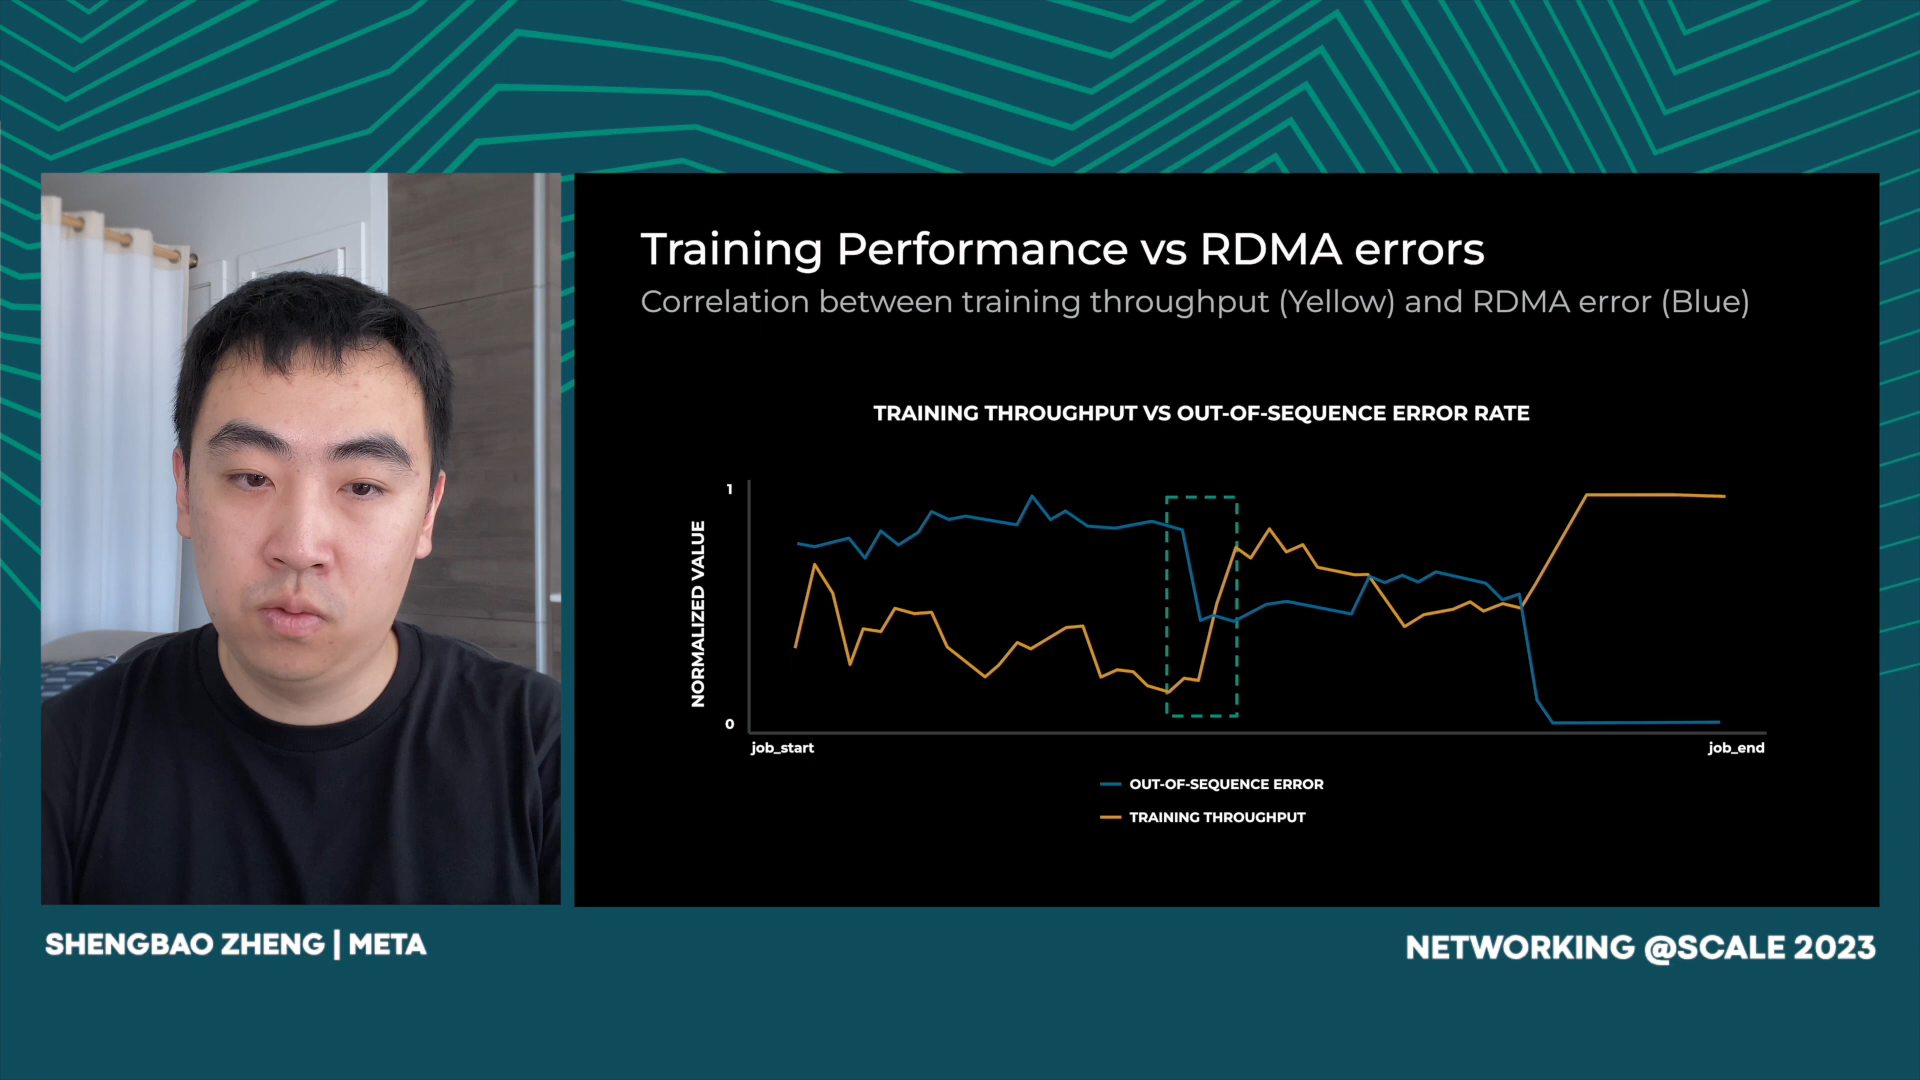 Training Performance vs RDMA errors
Correlation between training throughput (Yellow) and RDMA error (Blue)
TRAINING THROUGHPUT VS OUT-OF-SEQUENCE ERROR RATE
1
NORMALIZED VALUE
0
job_start
job_end
OUT-OF-SEQUENCE ERROR
TRAINING THROUGHPUT
SHENGBAO ZHENG | META
NETWORKING @SCALE 2023